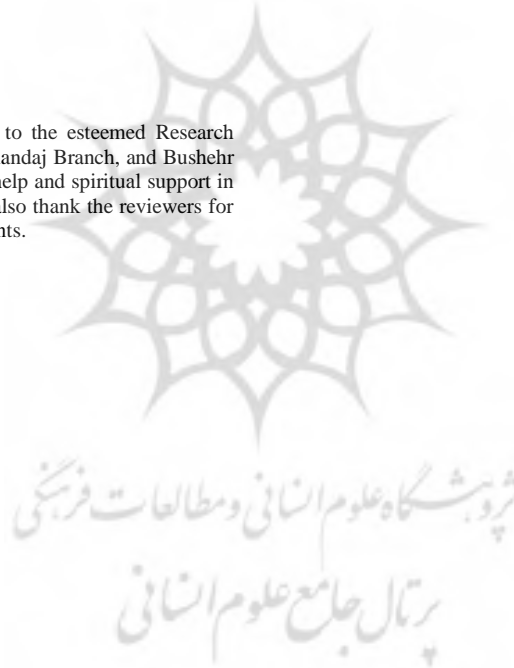 to the esteemed Research
andaj Branch, and Bushehr
help and spiritual support in
also thank the reviewers for
nts.
پژوهشگاه علوم انسانی و مطالعات فرهنگی
پرتال جامع علوم انسانی